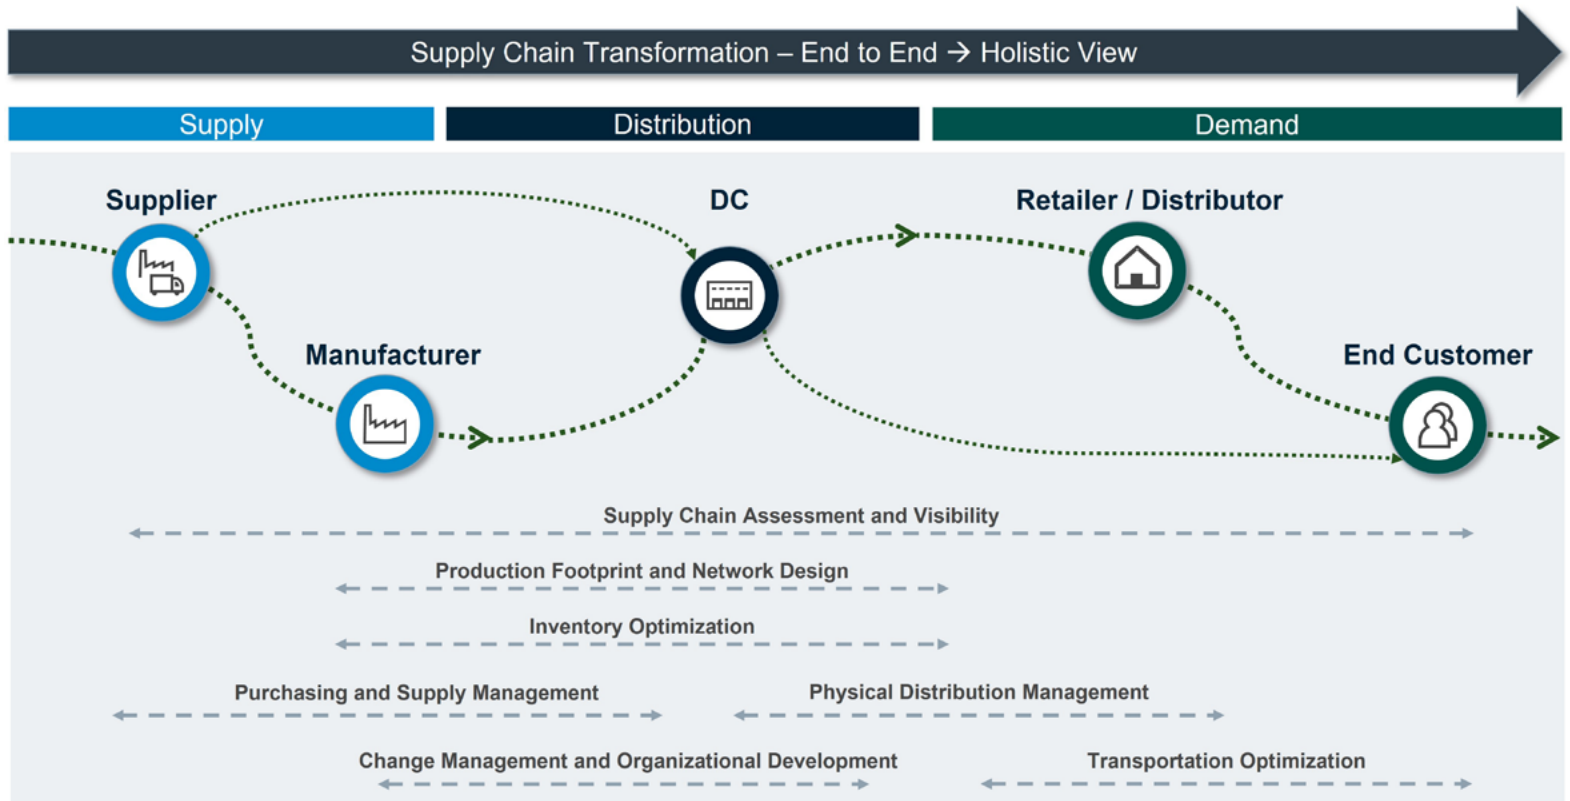 Supply Chain Transformation – End to End → Holistic View
Supply
Distribution
Demand
Supplier
DC
Retailer / Distributor
Manufacturer
End Customer
Supply Chain Assessment and Visibility
Production Footprint and Network Design
Inventory Optimization
Purchasing and Supply Management
Physical Distribution Management
Change Management and Organizational Development
Transportation Optimization